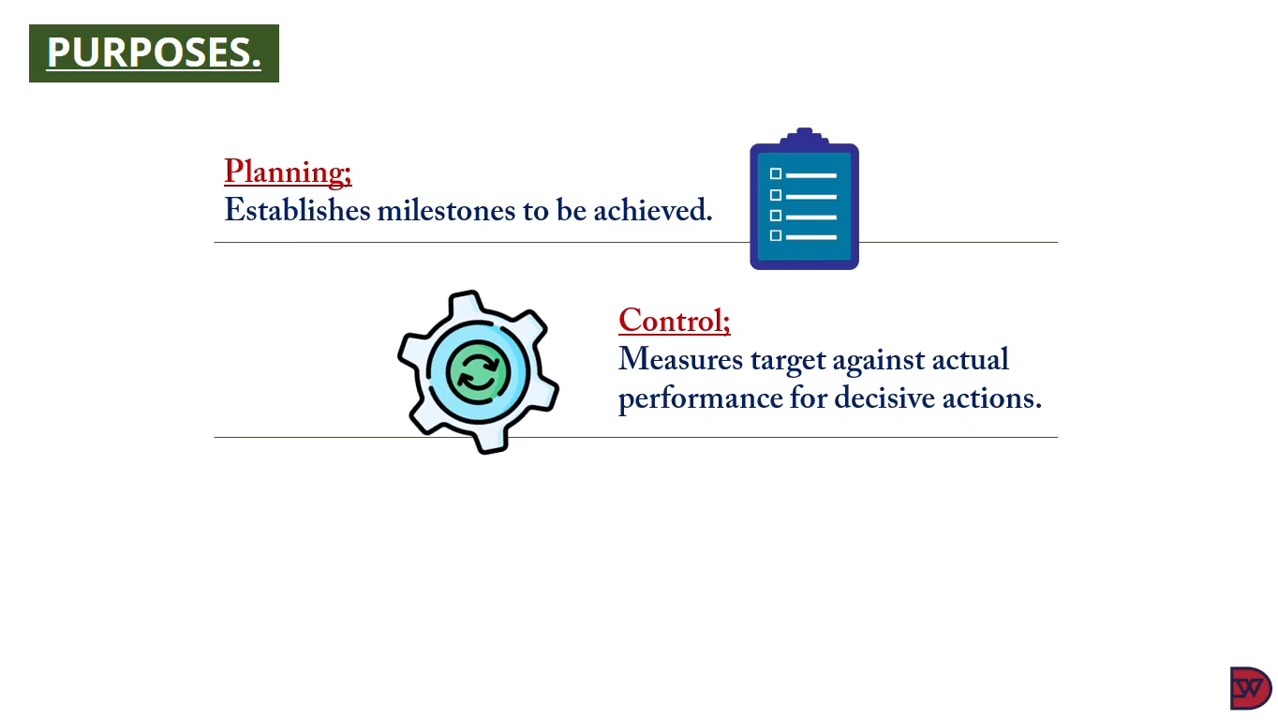 PURPOSES.
Planning;
Establishes milestones to be achieved.
Control;
Measures target against actual
performance for decisive actions.